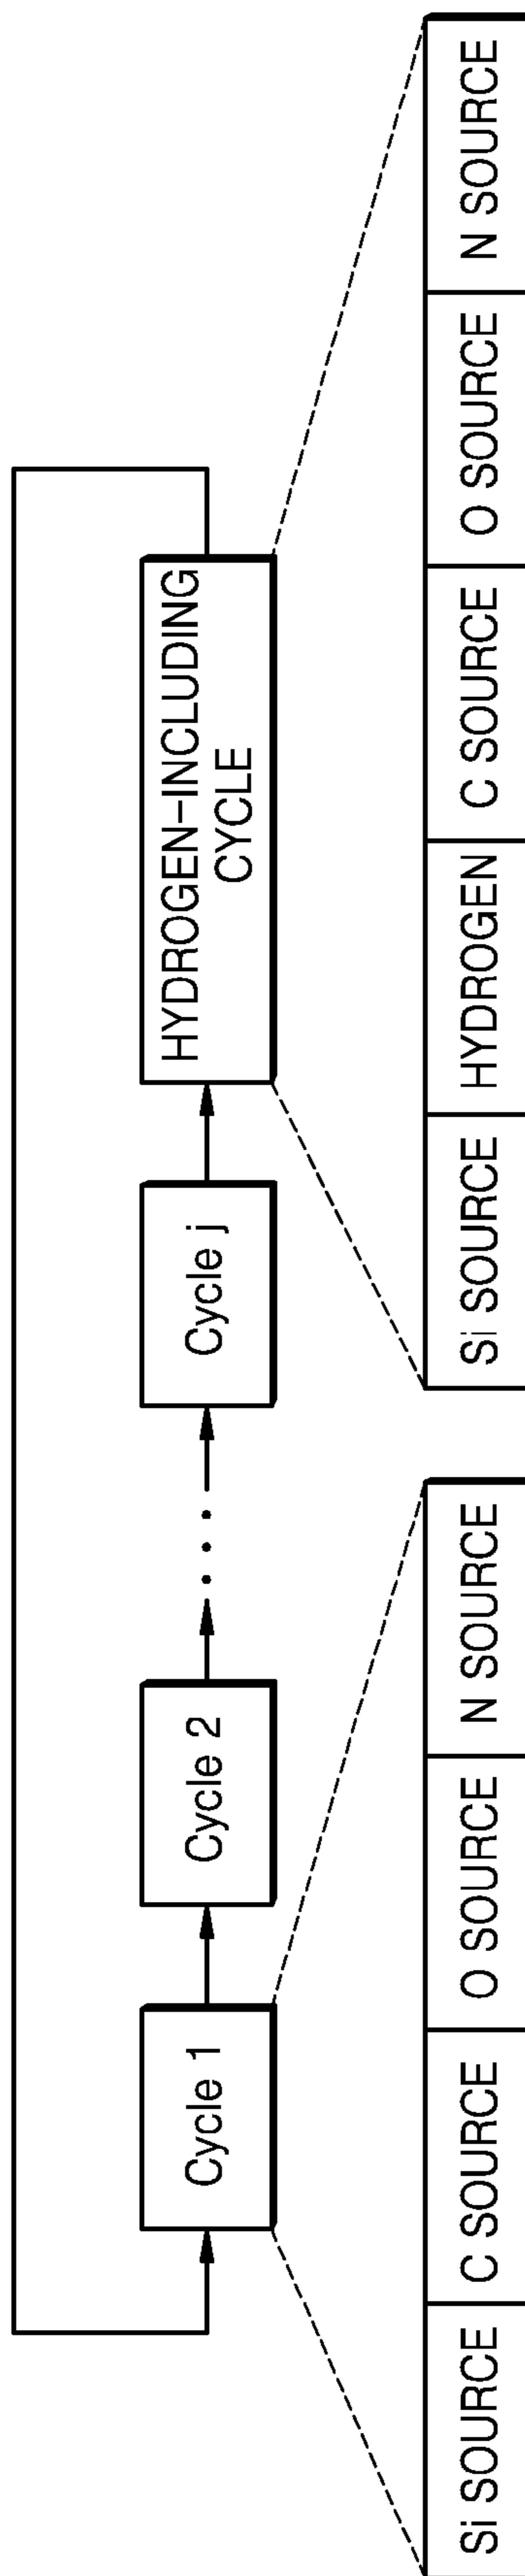 Cycle 1
Cycle 2
Cycle j
HYDROGEN-INCLUDING
CYCLE
Si SOURCE
C SOURCE
O SOURCE
N SOURCE
Si SOURCE
HYDROGEN
C SOURCE
O SOURCE
N SOURCE